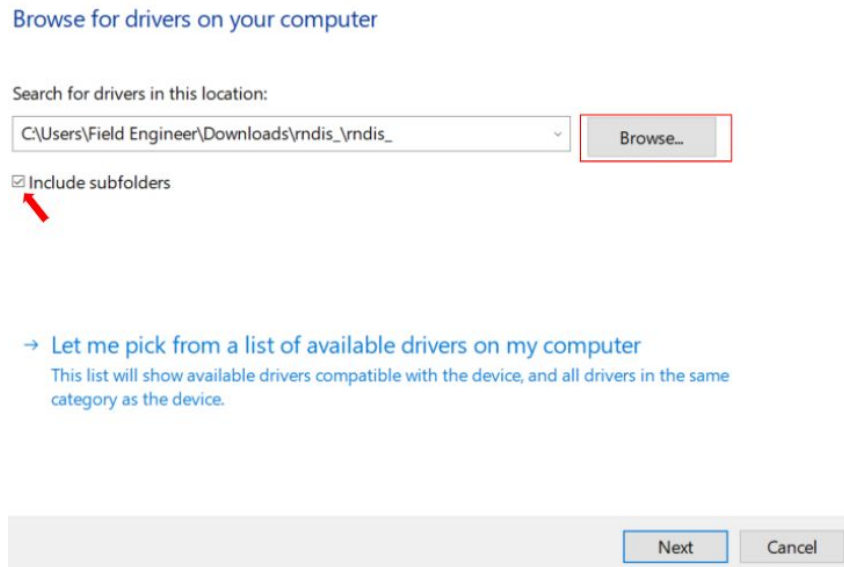 Browse for drivers on your computer
Search for drivers in this location:
C:\Users\Field Engineer\Downloads\rndis_\rndis_
Browse...
Include subfolders
→ Let me pick from a list of available drivers on my computer
This list will show available drivers compatible with the device, and all drivers in the same
category as the device.
Next
Cancel